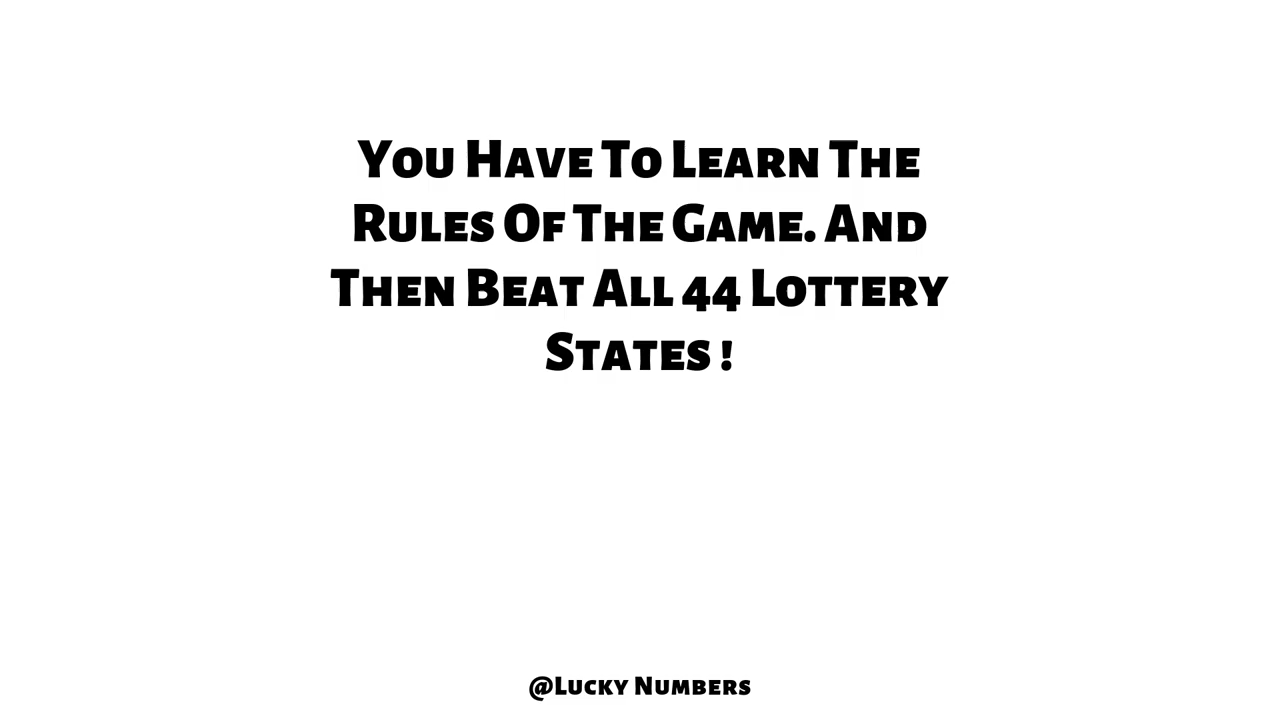 You Have To Learn The
Rules Of The Game. And
Then Beat All 44 Lottery
States !
@Lucky Numbers